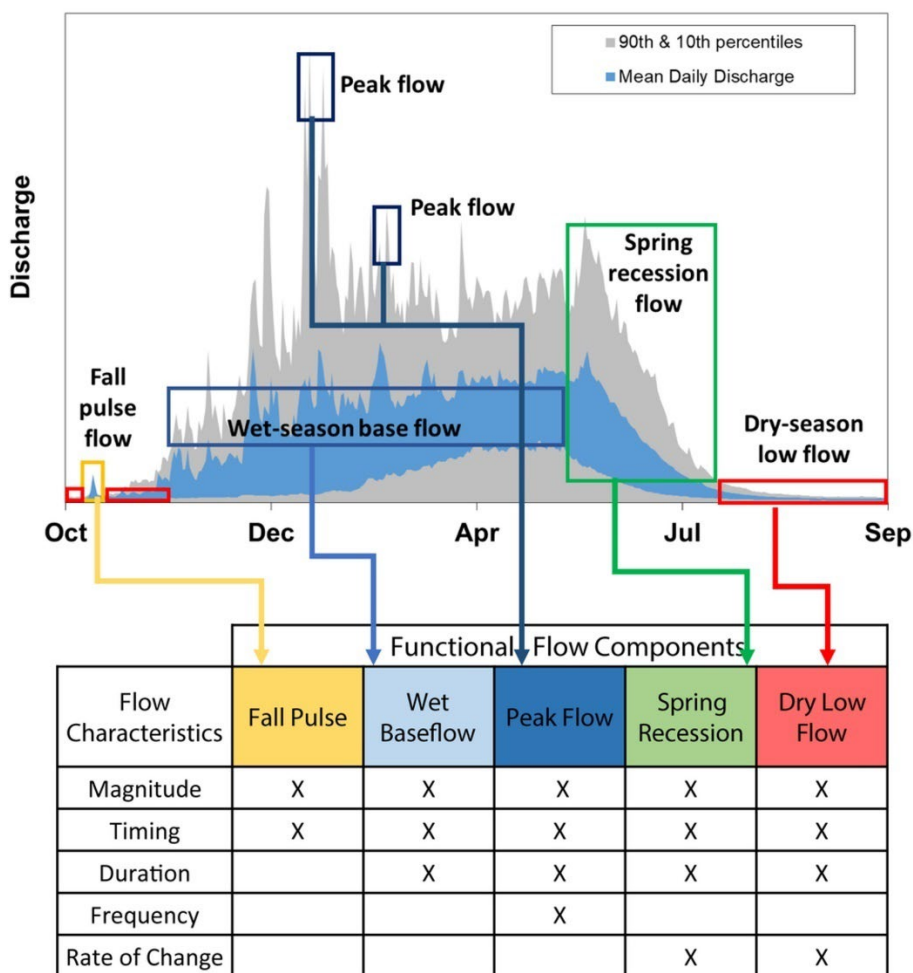 90th & 10th percentiles
Mean Daily Discharge
Peak flow
Peak flow
Discharge
Spring
recession
flow
Fall
pulse
flow
Wet-season base flow
Dry-season
low flow
Oct Dec Apr Jul Sep
Functional Flow Components
Flow
Characteristics
Fall Pulse
Wet
Baseflow
Peak Flow
Spring
Recession
Dry Low
Flow
Magnitude X X X X X
Timing X X X X X
Duration X X X X
Frequency X
Rate of Change X X